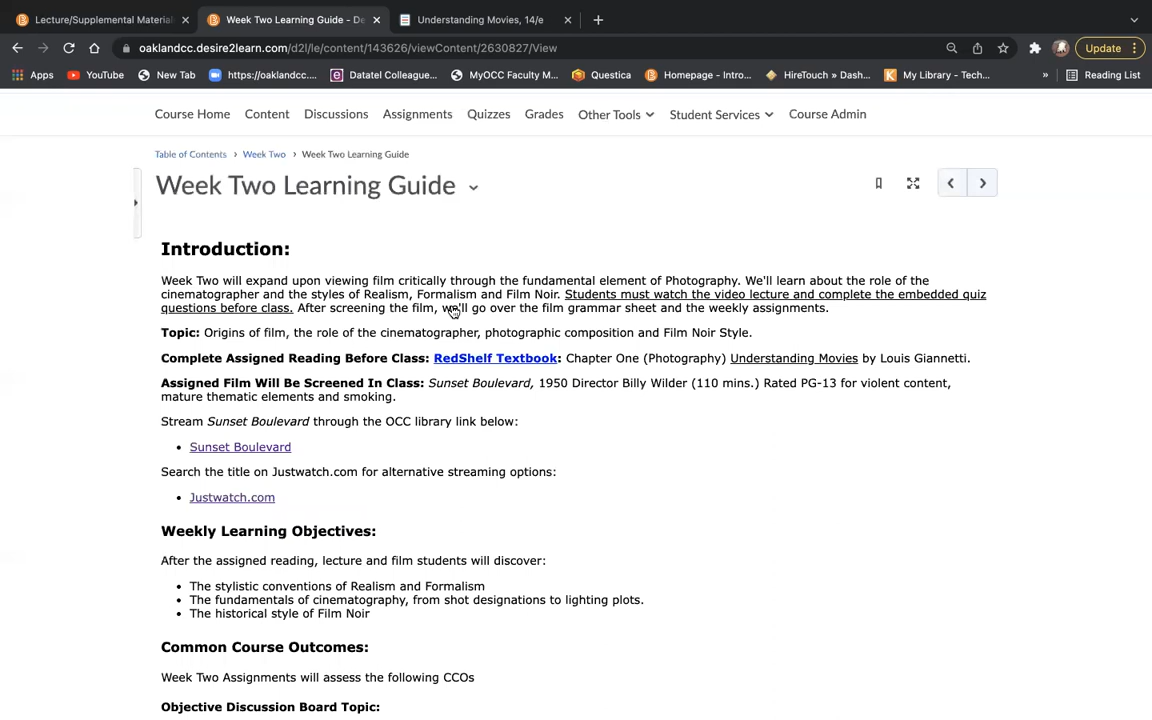 Lecture/Supplemental Material
Week Two Learning Guide - De
Understanding Movies, 14/e
oaklandcc.desire2learn.com/d2l/le/content/143626/viewContent/2630827/View
Update
Apps
YouTube
New Tab
https://oaklandcc....
Datatel Colleague...
MyOCC Faculty M...
Questica
Homepage - Intro...
HireTouch » Dash...
My Library - Tech...
»
Reading List
Course Home
Content
Discussions
Assignments
Quizzes
Grades
Other Tools
Student Services
Course Admin
Table of Contents › Week Two › Week Two Learning Guide
Week Two Learning Guide
Introduction:
Week Two will expand upon viewing film critically through the fundamental element of Photography. We'll learn about the role of the
cinematographer and the styles of Realism, Formalism and Film Noir. Students must watch the video lecture and complete the embedded quiz
questions before class. After screening the film, we'll go over the film grammar sheet and the weekly assignments.
Topic: Origins of film, the role of the cinematographer, photographic composition and Film Noir Style.
Complete Assigned Reading Before Class: RedShelf Textbook: Chapter One (Photography) Understanding Movies by Louis Giannetti.
Assigned Film Will Be Screened In Class: Sunset Boulevard, 1950 Director Billy Wilder (110 mins.) Rated PG-13 for violent content,
mature thematic elements and smoking.
Stream Sunset Boulevard through the OCC library link below:
• Sunset Boulevard
Search the title on Justwatch.com for alternative streaming options:
• Justwatch.com
Weekly Learning Objectives:
After the assigned reading, lecture and film students will discover:
• The stylistic conventions of Realism and Formalism
• The fundamentals of cinematography, from shot designations to lighting plots.
• The historical style of Film Noir
Common Course Outcomes:
Week Two Assignments will assess the following CCOs
Objective Discussion Board Topic: